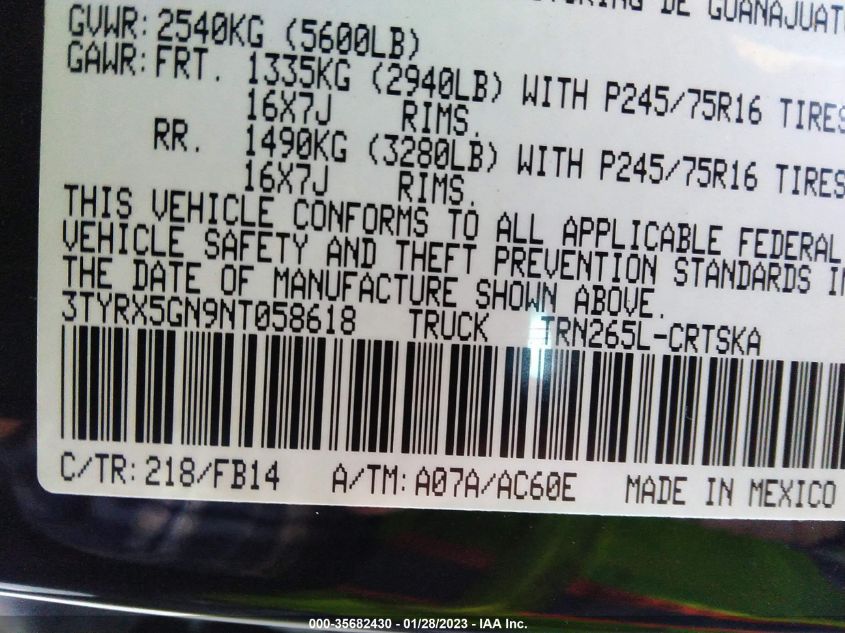 DE GUANAJUATO
GVWR: 2540KG (5600LB)
GAWR: FRT. 1335KG (2940LB) WITH P245/75R16 TIRES
16X7J RIMS.
RR. 1490KG (3280LB) WITH P245/75R16 TIRES
16X7J RIMS.
THIS VEHICLE CONFORMS TO ALL APPLICABLE FEDERAL
VEHICLE SAFETY AND THEFT PREVENTION STANDARDS IN
THE DATE OF MANUFACTURE SHOWN ABOVE.
3TYRX5GN9NT058618 TRUCK TRN265L-CRTSKA
C/TR: 218/FB14 A/TM: A07A/AC60E MADE IN MEXICO
000-35682430 - 01/28/2023 - IAA Inc.